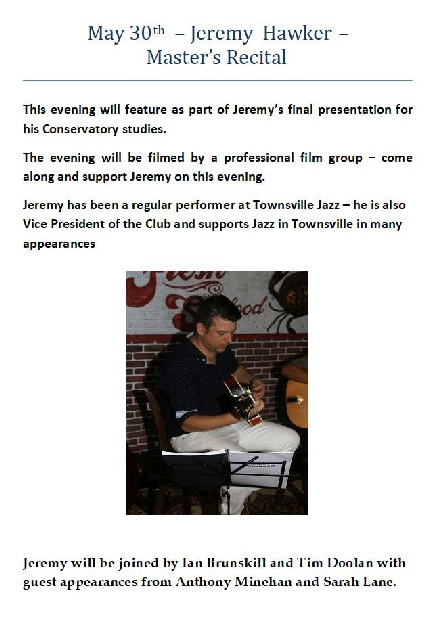 May 30th – Jeremy Hawker –
Master's Recital
This evening will feature as part of Jeremy's final presentation for
his Conservatory studies.
The evening will be filmed by a professional film group – come
along and support Jeremy on this evening.
Jeremy has been a regular performer at Townsville Jazz – he is also
Vice President of the Club and supports Jazz in Townsville in many
appearances
Fresh
Jeremy will be joined by Ian Brunskill and Tim Doolan with
guest appearances from Anthony Minehan and Sarah Lane.